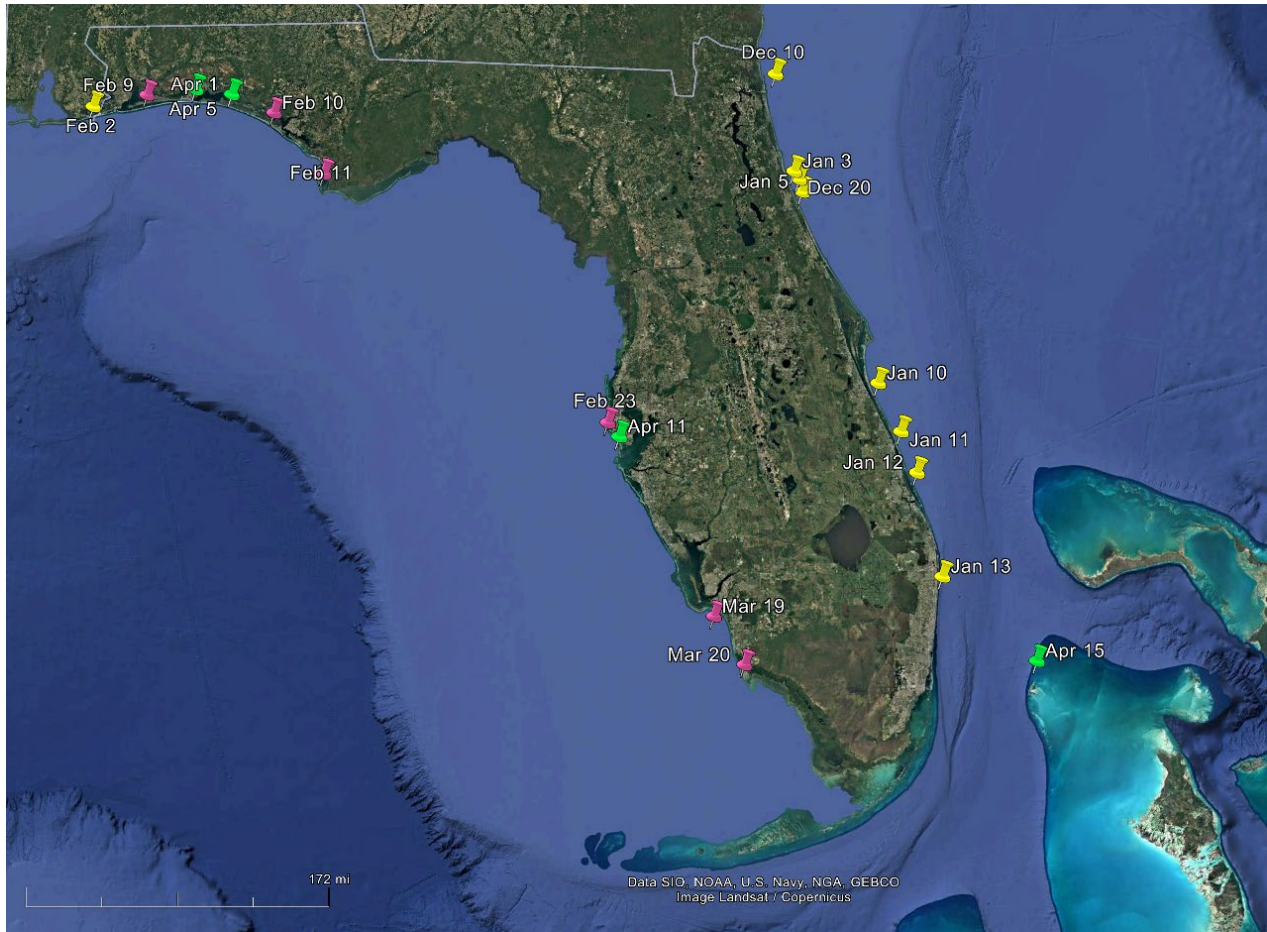 Dec 10
Feb 9
Apr 1
Feb 10
Apr 5
Feb 2
Jan 3
Feb 11
Jan 5
Dec 20
Jan 10
Feb 23
Apr 11
Jan 11
Jan 12
Jan 13
Mar 19
Mar 20
Apr 15
172 mi
Data SIO, NOAA, U.S. Navy, NGA, GEBCO
Image Landsat / Copernicus